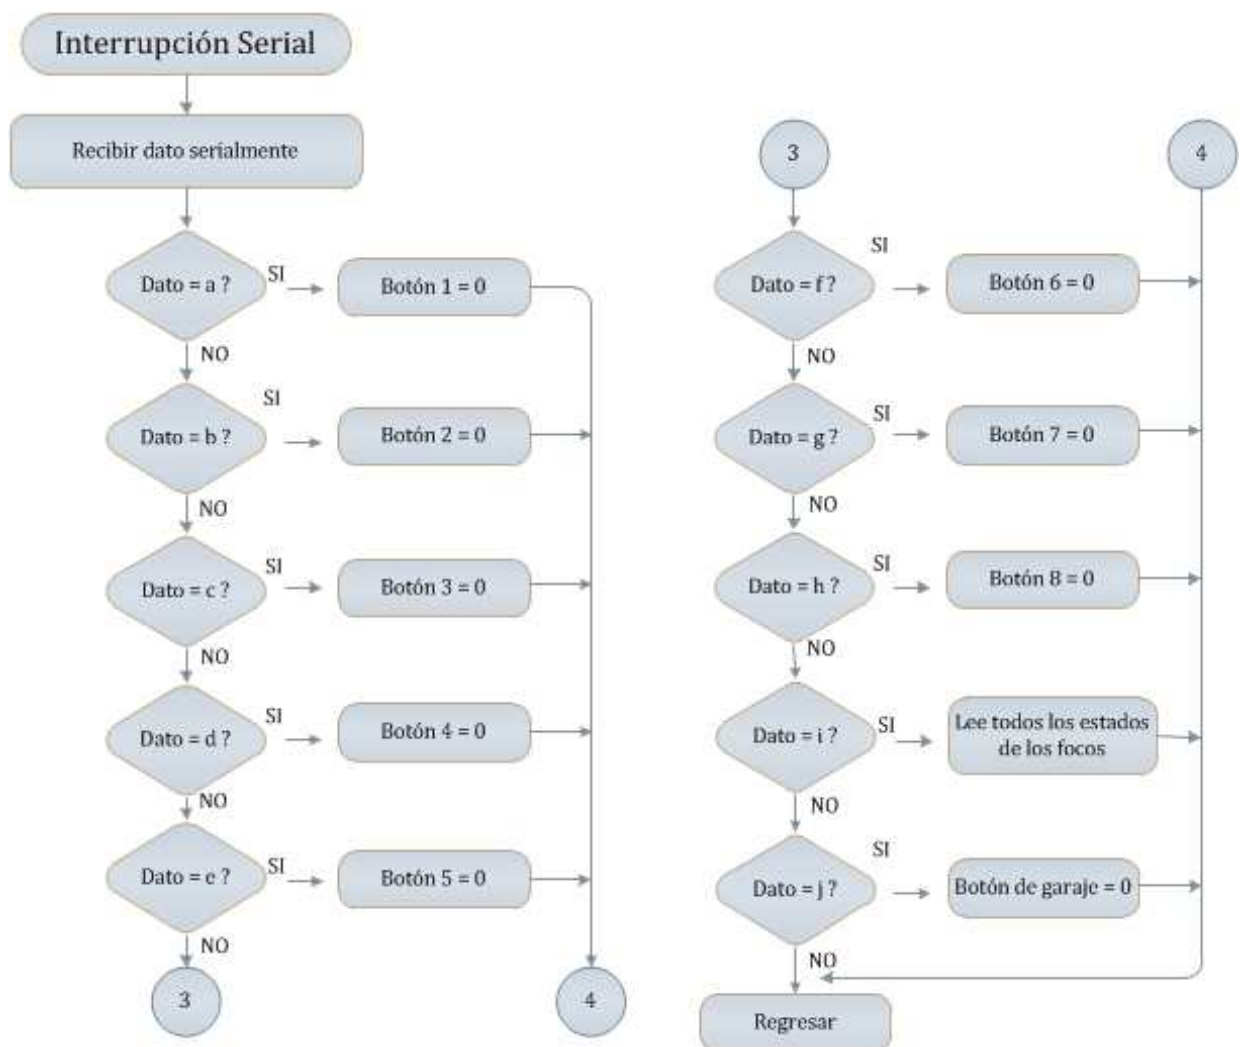 Interrupción Serial
Recibir dato serialmente
Dato = a ?
SI
Botón 1 = 0
NO
Dato = b ?
SI
Botón 2 = 0
NO
Dato = c ?
SI
Botón 3 = 0
NO
Dato = d ?
SI
Botón 4 = 0
NO
Dato = e ?
SI
Botón 5 = 0
NO
3
4
3
4
Dato = f ?
SI
Botón 6 = 0
NO
Dato = g ?
SI
Botón 7 = 0
NO
Dato = h ?
SI
Botón 8 = 0
NO
Dato = i ?
SI
Lee todos los estados
de los focos
NO
Dato = j ?
SI
Botón de garaje = 0
NO
Regresar